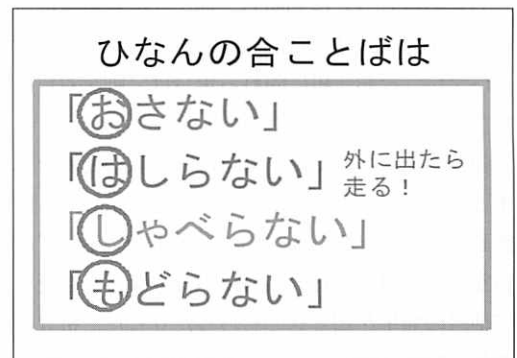 ひなんの合ことばは
「おさない」
「はしらない」外に出たら
走る！
「しゃべらない」
「もどらない」